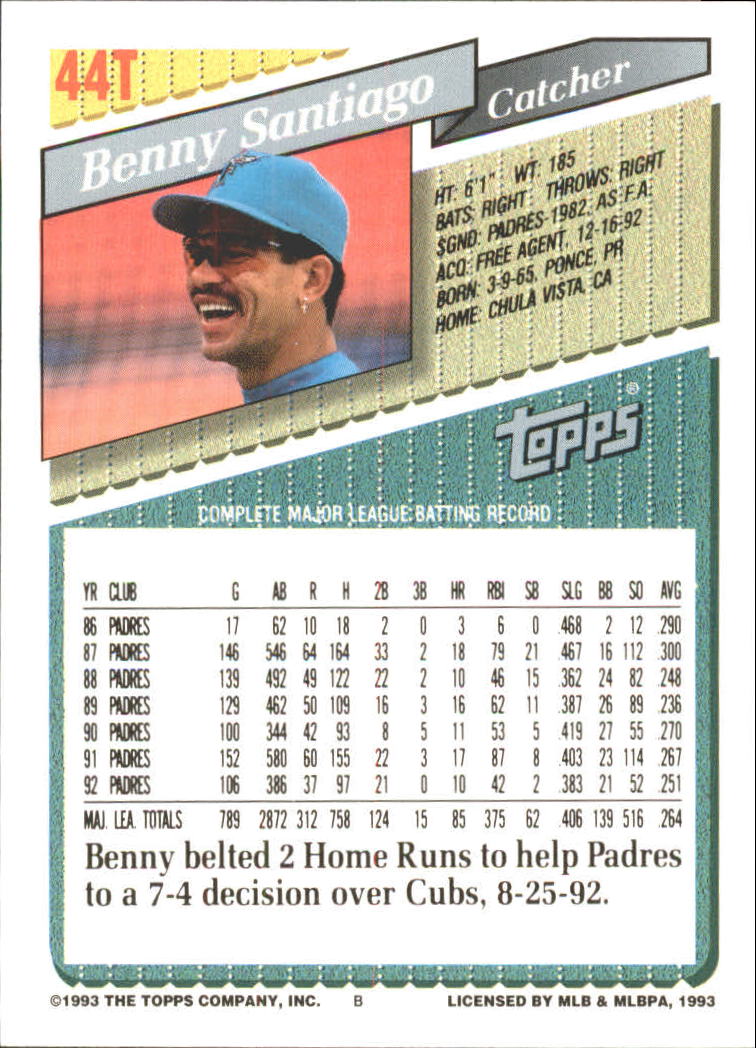 44T
Benny Santiago
Catcher
HT: 6'1" WT: 185
BATS: RIGHT THROWS: RIGHT
SGND: PADRES-1982, AS F.A.
ACQ: FREE AGENT, 12-16-92
BORN: 3-9-65, PONCE, PR
HOME: CHULA VISTA, CA
TOPPS®
COMPLETE MAJOR LEAGUE BATTING RECORD
YR CLUB G AB R H 2B 3B HR RBI SB SLG BB SO AVG
86 PADRES 17 62 10 18 2 0 3 6 0 .468 2 12 .290
87 PADRES 146 546 64 164 33 2 18 79 21 .467 16 112 .300
88 PADRES 139 492 49 122 22 2 10 46 15 .362 24 82 .248
89 PADRES 129 462 50 109 16 3 16 62 11 .387 26 89 .236
90 PADRES 100 344 42 93 8 5 11 53 5 .419 27 55 .270
91 PADRES 152 580 60 155 22 3 17 87 8 .403 23 114 .267
92 PADRES 106 386 37 97 21 0 10 42 2 .383 21 52 .251
MAJ. LEA. TOTALS 789 2872 312 758 124 15 85 375 62 .406 139 516 .264
Benny belted 2 Home Runs to help Padres
to a 7-4 decision over Cubs, 8-25-92.
©1993 THE TOPPS COMPANY, INC. B LICENSED BY MLB & MLBPA, 1993